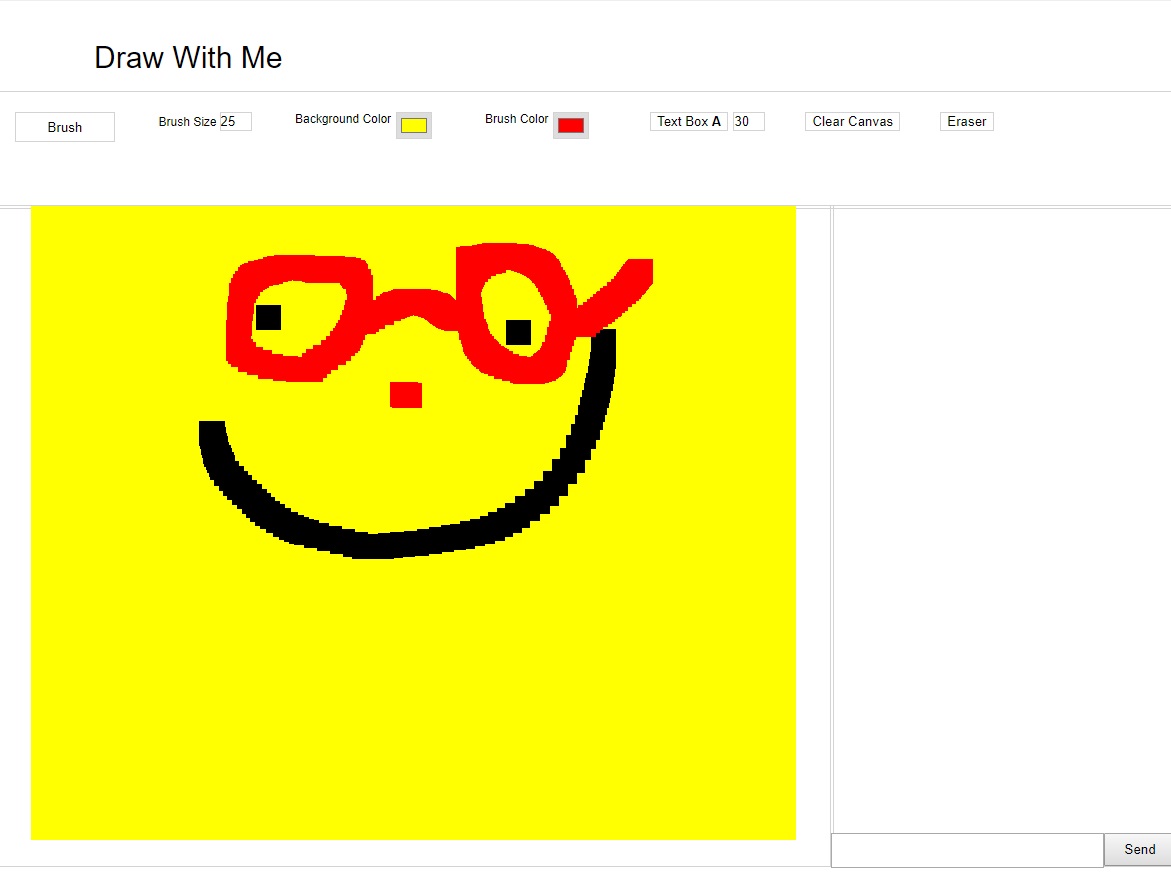 Draw With Me
Brush
Brush Size 25
Background Color
Brush Color
Text Box A 30
Clear Canvas
Eraser
Send